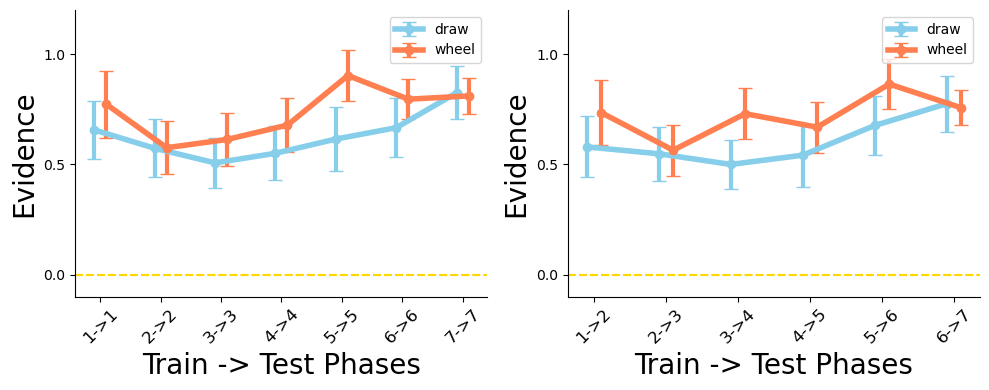 Evidence
1.0
0.5
0.0
draw
wheel
1->1
2->2
3->3
4->4
5->5
6->6
7->7
Train -> Test Phases
Evidence
1.0
0.5
0.0
draw
wheel
1->2
2->3
3->4
4->5
5->6
6->7
Train -> Test Phases